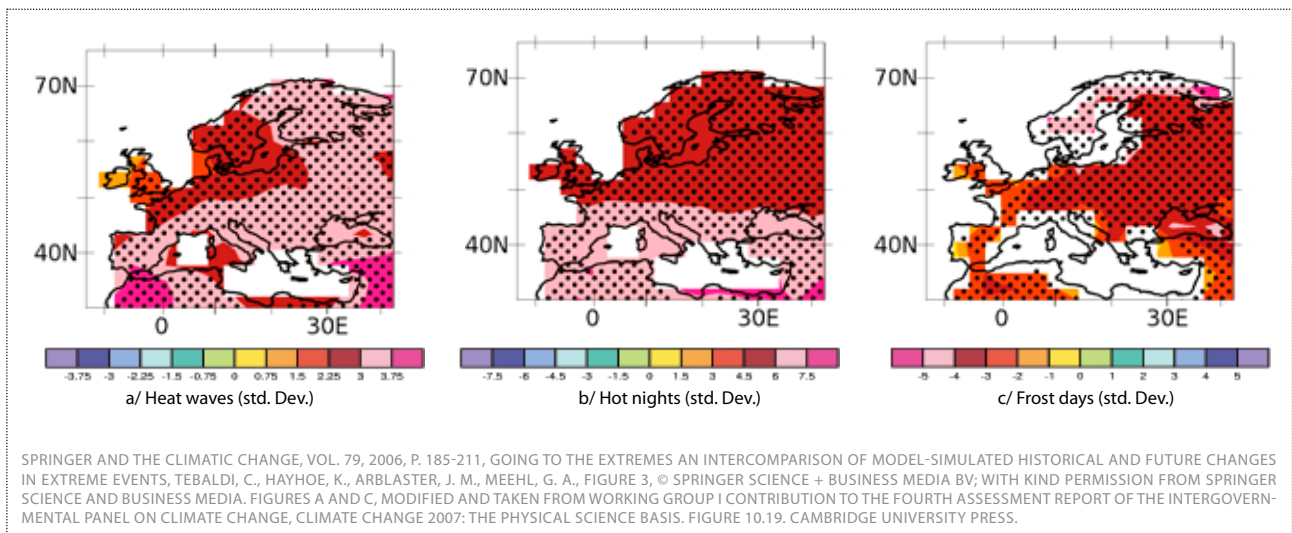 70N
40N
0
30E
-3.75 -3 -2.25 -1.5 -0.75 0 0.75 1.5 2.25 3 3.75
a/ Heat waves (std. Dev.)
70N
40N
0
30E
-7.5 -6 -4.5 -3 -1.5 0 1.5 3 4.5 6 7.5
b/ Hot nights (std. Dev.)
70N
40N
0
30E
-5 -4 -3 -2 -1 0 1 2 3 4 5
c/ Frost days (std. Dev.)
SPRINGER AND THE CLIMATIC CHANGE, VOL. 79, 2006, P. 185-211, GOING TO THE EXTREMES AN INTERCOMPARISON OF MODEL-SIMULATED HISTORICAL AND FUTURE CHANGES
IN EXTREME EVENTS, TEBALDI, C., HAYHOE, K., ARBLASTER, J. M., MEEHL, G. A., FIGURE 3, © SPRINGER SCIENCE + BUSINESS MEDIA BV; WITH KIND PERMISSION FROM SPRINGER
SCIENCE AND BUSINESS MEDIA. FIGURES A AND C, MODIFIED AND TAKEN FROM WORKING GROUP I CONTRIBUTION TO THE FOURTH ASSESSMENT REPORT OF THE INTERGOVERN-
MENTAL PANEL ON CLIMATE CHANGE, CLIMATE CHANGE 2007: THE PHYSICAL SCIENCE BASIS. FIGURE 10.19. CAMBRIDGE UNIVERSITY PRESS.